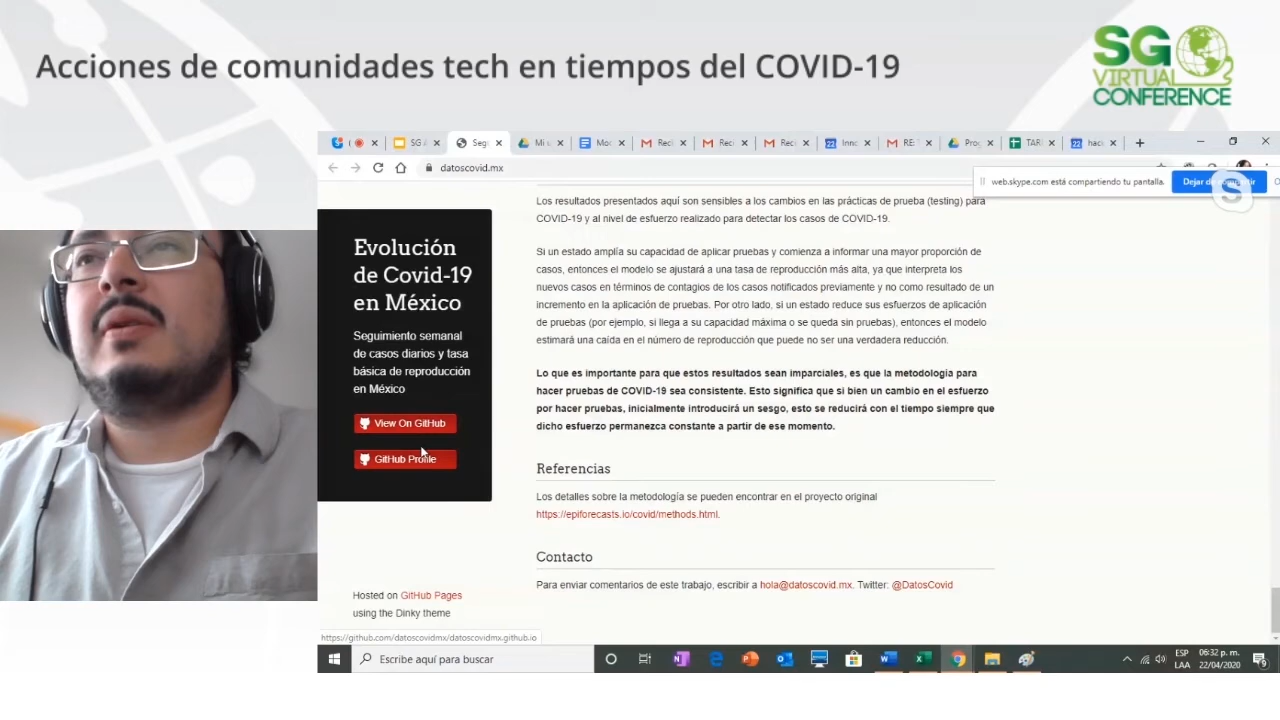 Acciones de comunidades tech en tiempos del COVID-19
SG
VIRTUAL
CONFERENCE
SG
Seg
Mi u
Mod
Reci
Reci
Reci
Inno
RE:
Pro
TAR
hac
datoscovid.mx
web.skype.com está compartiendo tu pantalla.
Los resultados presentados aquí son sensibles a los cambios en las prácticas de prueba (testing) para
COVID-19 y al nivel de esfuerzo realizado para detectar los casos de COVID-19.
Si un estado amplía su capacidad de aplicar pruebas y comienza a informar una mayor proporción de
casos, entonces el modelo se ajustará a una tasa de reproducción más alta, ya que interpreta los
nuevos casos en términos de contagios de los casos notificados previamente y no como resultado de un
incremento en la aplicación de pruebas. Por otro lado, si un estado reduce sus esfuerzos de aplicación
de pruebas (por ejemplo, si llega a su capacidad máxima o se queda sin pruebas), entonces el modelo
estimará una caída en el número de reproducción que puede no ser una verdadera reducción.
Lo que es importante para que estos resultados sean imparciales, es que la metodología para
hacer pruebas de COVID-19 sea consistente. Esto significa que si bien un cambio en el esfuerzo
por hacer pruebas, inicialmente introducirá un sesgo, esto se reducirá con el tiempo siempre que
dicho esfuerzo permanezca constante a partir de ese momento.
Referencias
Los detalles sobre la metodología se pueden encontrar en el proyecto original
https://epiforecasts.io/covid/methods.html.
Contacto
Para enviar comentarios de este trabajo, escribir a hola@datoscovid.mx. Twitter: @DatosCovid
Evolución
de Covid-19
en México
Seguimiento semanal
de casos diarios y tasa
básica de reproducción
en México
View On GitHub
GitHub Profile
Hosted on GitHub Pages
using the Dinky theme
https://github.com/datoscovidmx/datoscovidmx.github.io
Escribe aquí para buscar
ESP
LAA
06:32 p. m.
22/04/2020